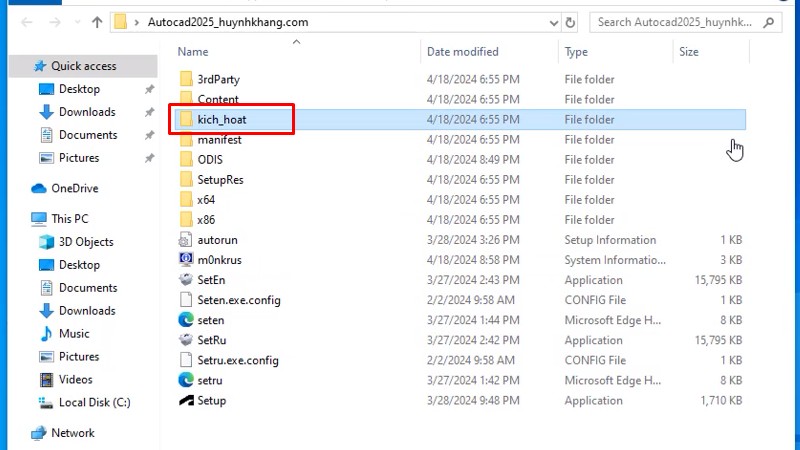 Autocad2025_huynhkhang.com
Search Autocad2025_huynhk...
Name Date modified Type Size
Quick access
Desktop
Downloads
Documents
Pictures
OneDrive
This PC
3D Objects
Desktop
Documents
Downloads
Music
Pictures
Videos
Local Disk (C:)
Network
3rdParty 4/18/2024 6:55 PM File folder
Content 4/18/2024 6:55 PM File folder
kich_hoat 4/18/2024 6:55 PM File folder
manifest 4/18/2024 6:55 PM File folder
ODIS 4/18/2024 8:49 PM File folder
SetupRes 4/18/2024 6:55 PM File folder
x64 4/18/2024 6:55 PM File folder
x86 4/18/2024 6:55 PM File folder
autorun 3/28/2024 3:26 PM Setup Information 1 KB
m0nkrus 4/18/2024 8:58 PM System Informatio... 3 KB
SetEn 3/27/2024 2:43 PM Application 15,795 KB
Seten.exe.config 2/2/2024 9:58 AM CONFIG File 1 KB
seten 3/27/2024 1:44 PM Microsoft Edge H... 8 KB
SetRu 3/27/2024 2:42 PM Application 15,795 KB
Setru.exe.config 2/2/2024 9:58 AM CONFIG File 1 KB
setru 3/27/2024 1:42 PM Microsoft Edge H... 8 KB
Setup 3/28/2024 9:48 PM Application 1,710 KB